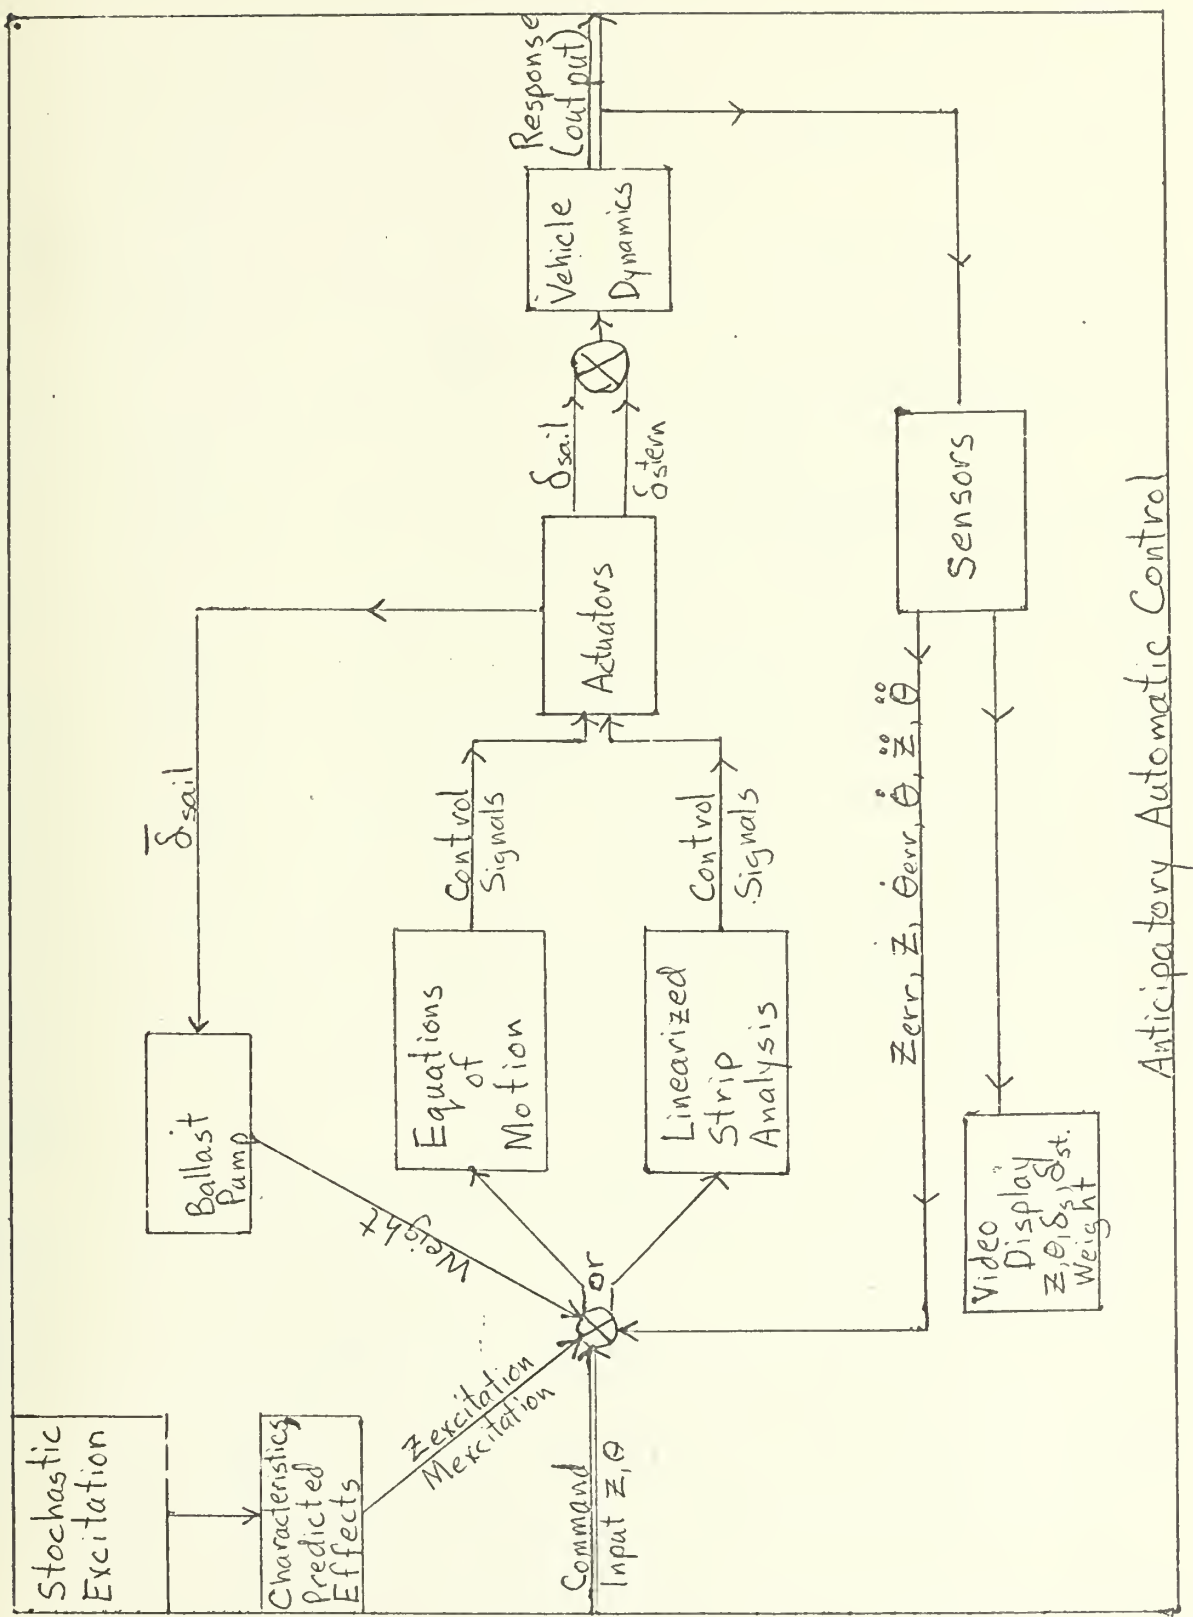 Stochastic
Excitation
Characteristics,
Predicted
Effects
Zexcitation
Mexcitation
Command
Input Z, θ
Ballast
Pump
Weight
or
δ̅sail
Equations
of
Motion
Control
Signals
Linearized
Strip
Analysis
Control
Signals
Actuators
δsail
δstern
Vehicle
Dynamics
Response
(output)
Sensors
Zerr, Ż, θerr, θ̇, Z̈, θ̈
Video
Display
Z, θ, δs, δst.
Weight
Anticipatory Automatic Control